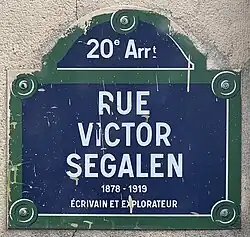 20e Arrt
RUE
VICTOR
SEGALEN
1878 - 1919
ÉCRIVAIN ET EXPLORATEUR